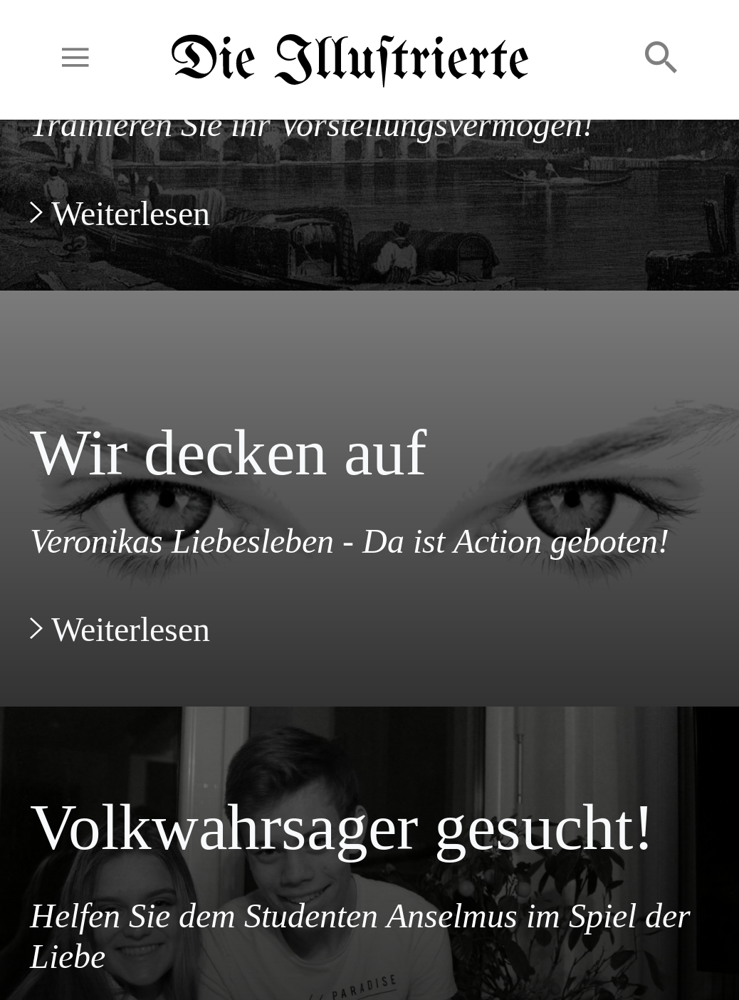 Die Illuſtrierte
Trainieren Sie ihr Vorstellungsvermögen!
Weiterlesen
Wir decken auf
Veronikas Liebesleben - Da ist Action geboten!
Weiterlesen
Volkwahrsager gesucht!
Helfen Sie dem Studenten Anselmus im Spiel der
Liebe
PARADISE